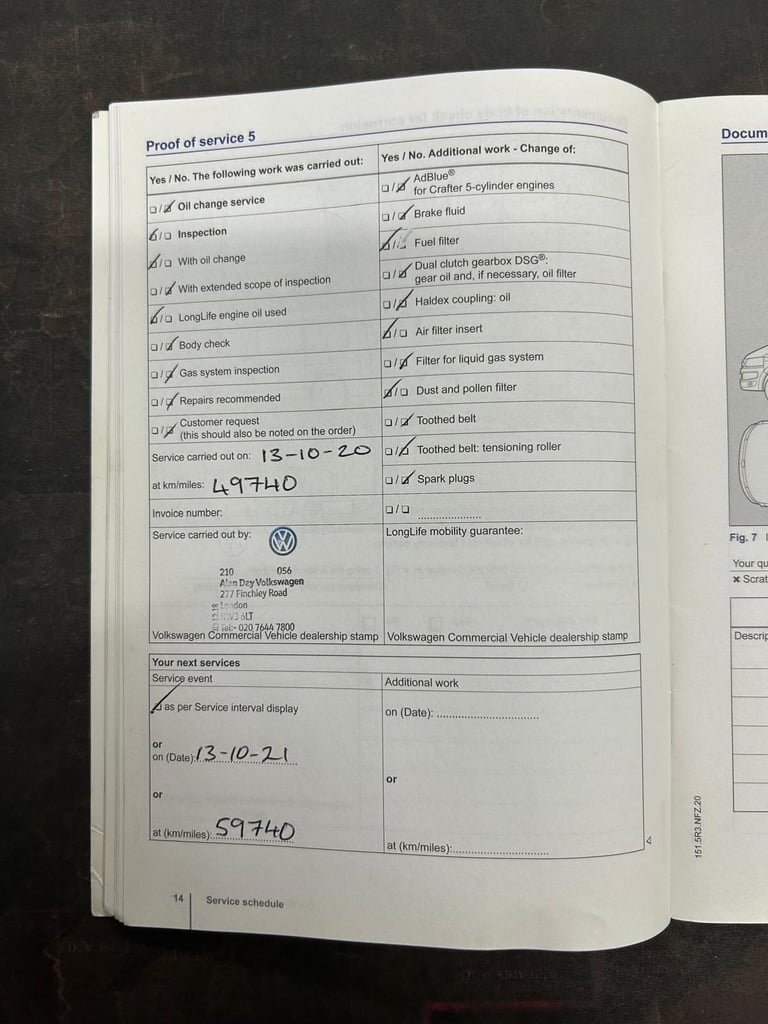 Proof of service 5
Yes / No. The following work was carried out:
☐/☑ Oil change service
☑/☐ Inspection
☑/☐ With oil change
☐/☑ With extended scope of inspection
☑/☐ LongLife engine oil used
☐/☑ Body check
☐/☑ Gas system inspection
☐/☑ Repairs recommended
☐/☑ Customer request
(this should also be noted on the order)
Service carried out on: 13-10-20
at km/miles: 49740
Invoice number:
Service carried out by:
210 056
Alan Day Volkswagen
277 Finchley Road
London
NW3 6LT
Tel:- 020 7644 7800
Volkswagen Commercial Vehicle dealership stamp
Yes / No. Additional work - Change of:
☐/☑ AdBlue®
for Crafter 5-cylinder engines
☐/☑ Brake fluid
☑/☐ Fuel filter
☐/☑ Dual clutch gearbox DSG®:
gear oil and, if necessary, oil filter
☐/☑ Haldex coupling: oil
☑/☐ Air filter insert
☐/☑ Filter for liquid gas system
☑/☐ Dust and pollen filter
☐/☑ Toothed belt
☐/☑ Toothed belt: tensioning roller
☐/☑ Spark plugs
☐/☐ ....................
LongLife mobility guarantee:
Volkswagen Commercial Vehicle dealership stamp
Your next services
Service event
☑ as per Service interval display
or
on (Date): 13-10-21
or
at (km/miles): 59740
Additional work
on (Date): ..............................
or
at (km/miles):............................
14 Service schedule
Docum
Fig. 7
Your qu
× Scrat
Descrip
151.5R3.NFZ.20